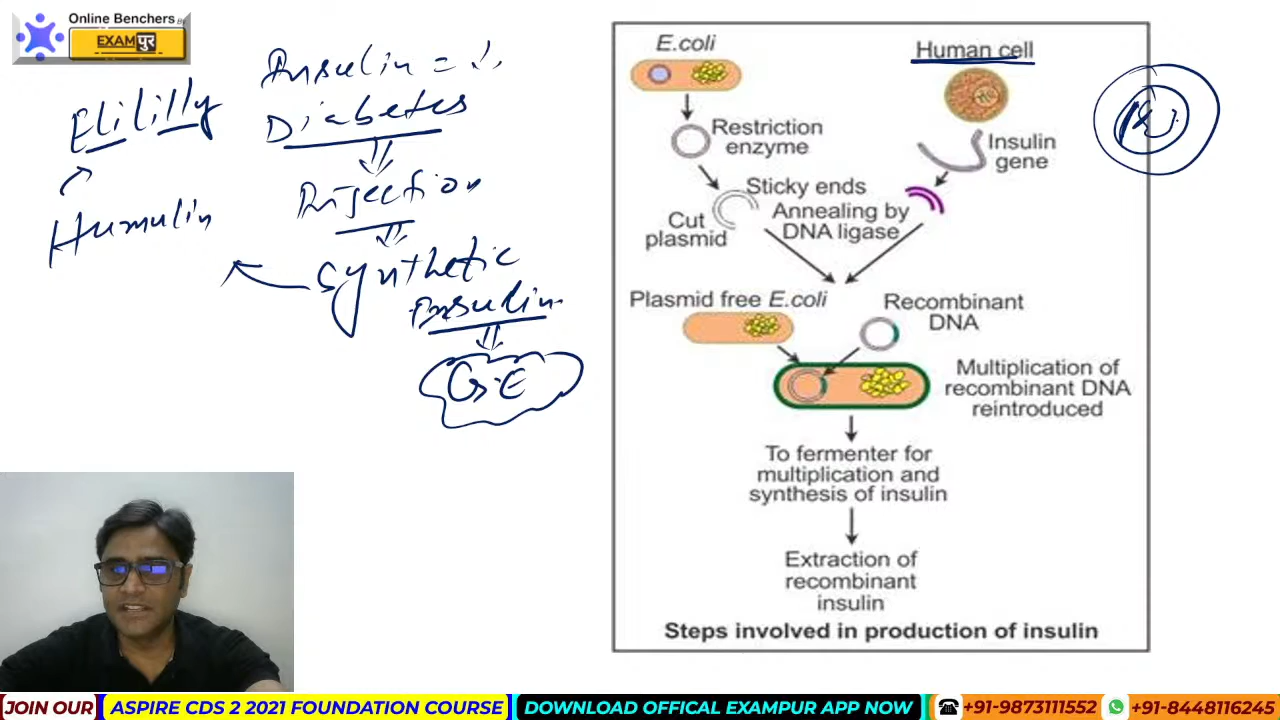 Online Benchers
By
EXAMपुर
Insulin =
Diabetes
Elililly
Injection
Humulin
Synthetic
Insulin
G.E
E.coli
Human cell
Restriction
enzyme
Insulin
gene
Sticky ends
Cut
plasmid
Annealing by
DNA ligase
Plasmid free E.coli
Recombinant
DNA
Multiplication of
recombinant DNA
reintroduced
To fermenter for
multiplication and
synthesis of insulin
Extraction of
recombinant
insulin
Steps involved in production of insulin
JOIN OUR ASPIRE CDS 2 2021 FOUNDATION COURSE DOWNLOAD OFFICAL EXAMPUR APP NOW +91-9873111552 +91-8448116245